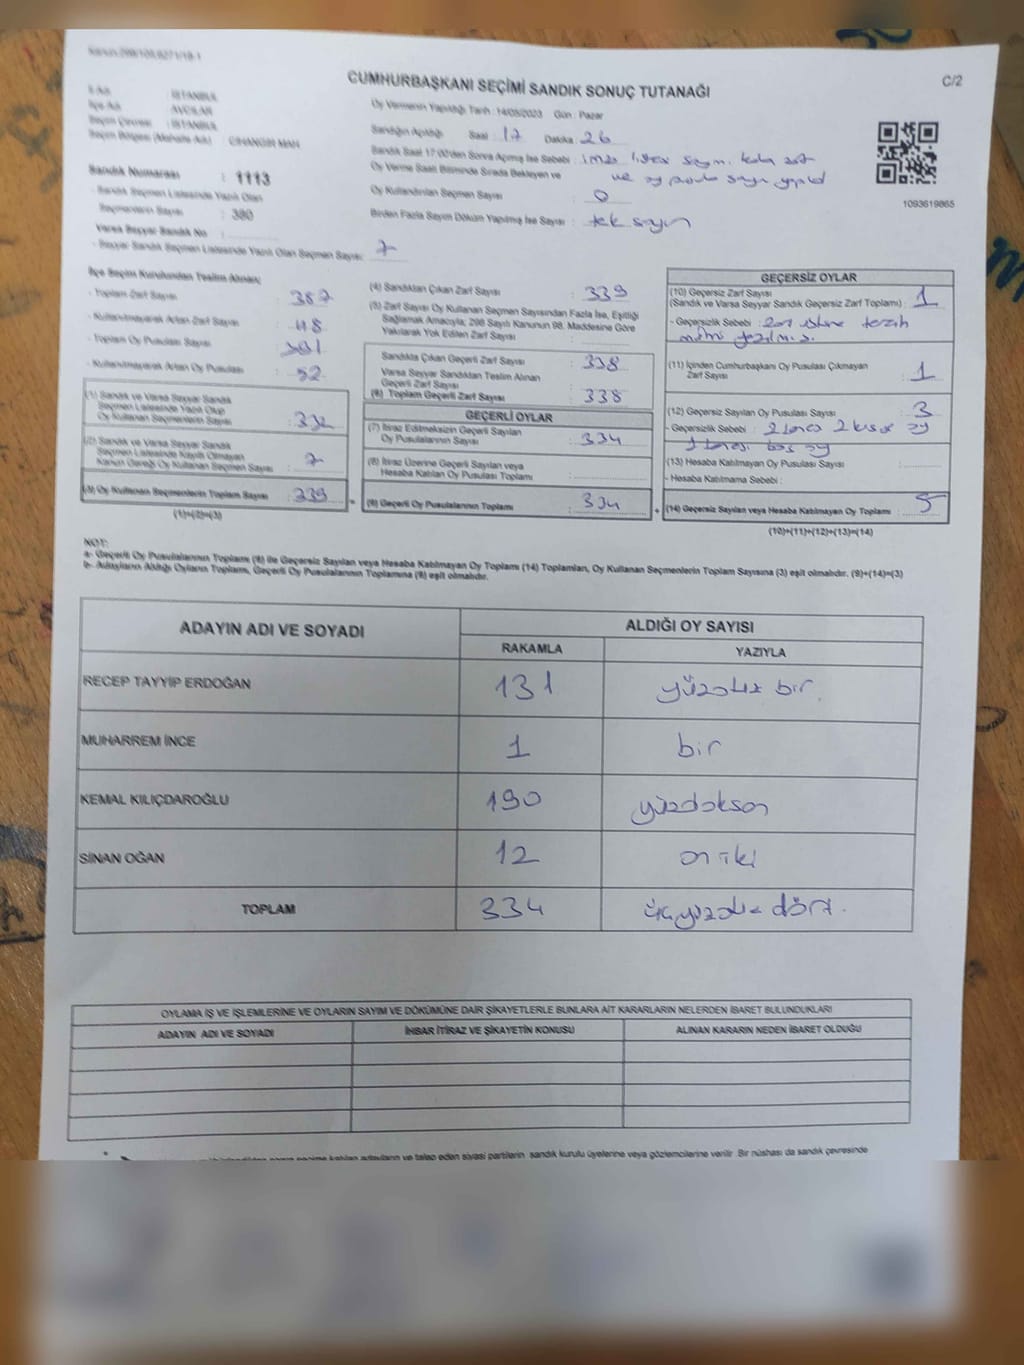 C/2
CUMHURBAŞKANI SEÇİMİ SANDIK SONUÇ TUTANAĞI
İli Adı : İSTANBUL
İlçe Adı : AVCILAR
Seçim Çevresi : İSTANBUL
Seçim Bölgesi (Mahalle Adı) : CİHANGİR MAH
Sandık Numarası : 1113
- Sandık Seçmen Listesinde Yazılı Olan
Seçmenlerin Sayısı : 380
Varsa Seyyar Sandık No :
- Seyyar Sandık Seçmen Listesinde Yazılı Olan Seçmen Sayısı: 7
Oy Vermenin Yapıldığı Tarih : 14/05/2023 Gün : Pazar
Sandığın Açıldığı Saat : 17 Dakika : 26
Sandık Saat 17:00'den Sonra Açılmış İse Sebebi : imza listesi sayım
Oy Verme Saati Bitiminde Sırada Bekleyen ve
ve oy pusula sayım yapıldı
Oy Kullandırılan Seçmen Sayısı : 0
Birden Fazla Sayım Döküm Yapılmış İse Sayısı : tek sayım
1093619865
İlçe Seçim Kurulundan Teslim Alınan;
- Toplam Zarf Sayısı : 387
- Kullanılmayarak Artan Zarf Sayısı : 48
- Toplam Oy Pusulası Sayısı : 391
- Kullanılmayarak Artan Oy Pusulası : 52
(1) Sandık ve Varsa Seyyar Sandık
Seçmen Listesinde Yazılı Olup
Oy Kullanan Seçmenlerin Sayısı : 332
(2) Sandık ve Varsa Seyyar Sandık
Seçmen Listesinde Kayıtlı Olmayan
Kanun Gereği Oy Kullanan Seçmen Sayısı : 7
(3) Oy Kullanan Seçmenlerin Toplam Sayısı : 339
(1)+(2)=(3)
(4) Sandıktan Çıkan Zarf Sayısı : 339
(5) Zarf Sayısı Oy Kullanan Seçmen Sayısından Fazla İse, Eşitliği
Sağlamak Amacıyla; 298 Sayılı Kanunun 98. Maddesine Göre
Yakılarak Yok Edilen Zarf Sayısı :
Sandıkta Çıkan Geçerli Zarf Sayısı : 338
Varsa Seyyar Sandıktan Teslim Alınan
Geçerli Zarf Sayısı :
(6) Toplam Geçerli Zarf Sayısı : 338
GEÇERLİ OYLAR
(7) İtiraz Edilmeksizin Geçerli Sayılan
Oy Pusulalarının Sayısı : 334
(8) İtiraz Üzerine Geçerli Sayılan veya
Hesaba Katılan Oy Pusulası Toplamı :
(9) Geçerli Oy Pusulalarının Toplamı : 334
GEÇERSİZ OYLAR
(10) Geçersiz Zarf Sayısı
(Sandık ve Varsa Seyyar Sandık Geçersiz Zarf Toplamı) : 1
- Geçersizlik Sebebi : zarf üstüne tercih
mührü yazılmış.
(11) İçinden Cumhurbaşkanı Oy Pusulası Çıkmayan
Zarf Sayısı : 1
(12) Geçersiz Sayılan Oy Pusulası Sayısı : 3
- Geçersizlik Sebebi : 2 tanesi 2 kişiye oy
1 tanesi boş oy
(13) Hesaba Katılmayan Oy Pusulası Sayısı :
- Hesaba Katılmama Sebebi :
(14) Geçersiz Sayılan veya Hesaba Katılmayan Oy Toplamı : 5
(10)+(11)+(12)+(13)=(14)
NOT:
a- Geçerli Oy Pusulalarının Toplamı (9) ile Geçersiz Sayılan veya Hesaba Katılmayan Oy Toplamı (14) Toplamları, Oy Kullanan Seçmenlerin Toplam Sayısına (3) eşit olmalıdır. (9)+(14)=(3)
b- Adayların Aldığı Oyların Toplamı, Geçerli Oy Pusulalarının Toplamına (9) eşit olmalıdır.
ADAYIN ADI VE SOYADI
ALDIĞI OY SAYISI
RAKAMLA YAZIYLA
RECEP TAYYİP ERDOĞAN 131 yüzotuz bir.
MUHARREM İNCE 1 bir
KEMAL KILIÇDAROĞLU 190 yüzdoksan
SİNAN OĞAN 12 on iki
TOPLAM 334 üçyüzotuz dört.
OYLAMA İŞ VE İŞLEMLERİNE VE OYLARIN SAYIM VE DÖKÜMÜNE DAİR ŞİKAYETLERLE BUNLARA AİT KARARLARIN NELERDEN İBARET BULUNDUKLARI
ADAYIN ADI VE SOYADI İHBAR İTİRAZ VE ŞİKAYETİN KONUSU ALINAN KARARIN NEDEN İBARET OLDUĞU
seçime katılan adayların ve talep eden siyasi partilerin sandık kurulu üyelerine veya gözlemcilerine verilir. Bir nüshası da sandık çevresinde